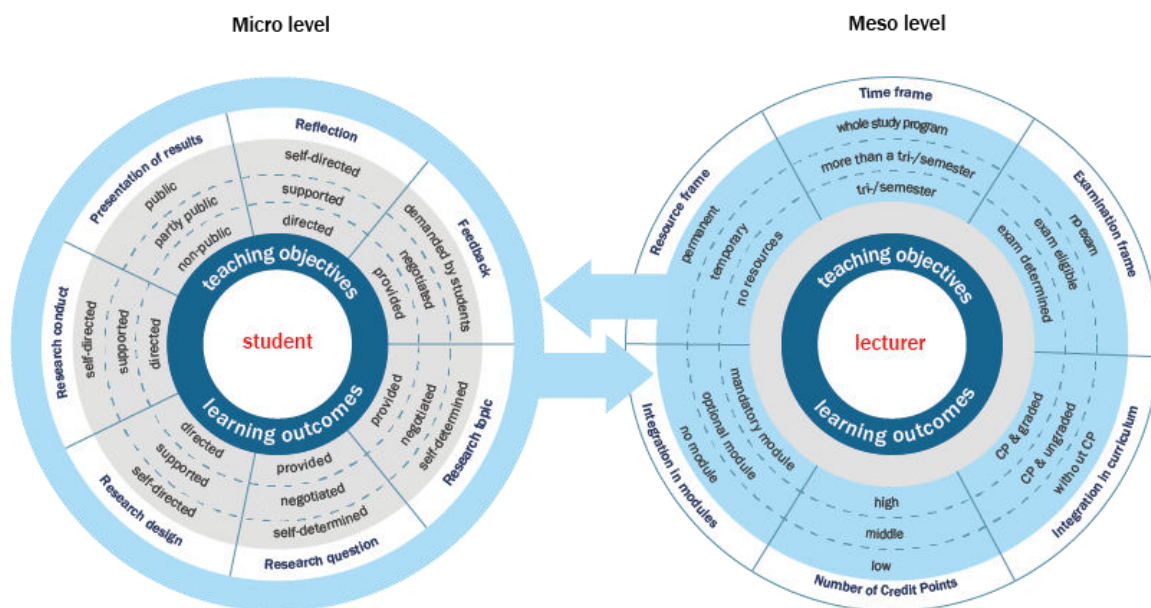 Micro level
Meso level
Reflection
self-directed
supported
directed
Feedback
demanded by students
negotiated
provided
Research topic
self-determined
negotiated
provided
Research question
self-determined
negotiated
provided
Research design
self-directed
supported
directed
Research conduct
self-directed
supported
directed
Presentation of results
public
partly public
non-public
teaching objectives
student
learning outcomes
Time frame
whole study program
more than a tri-/semester
tri-/semester
Examination frame
no exam
exam eligible
exam determined
Integration in curriculum
without CP
CP & ungraded
CP & graded
Number of Credit Points
low
middle
high
Integration in modules
no module
optional module
mandatory module
Resource frame
permanent
temporary
no resources
teaching objectives
lecturer
learning outcomes